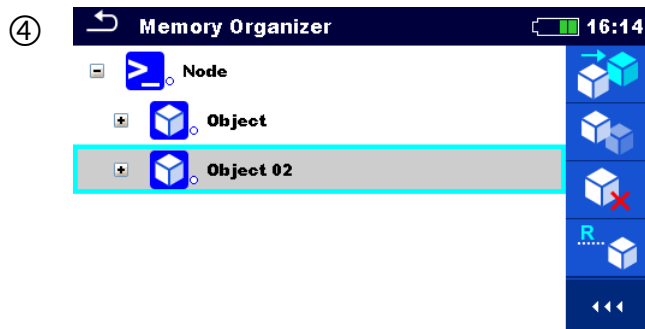 ④
Memory Organizer 16:14
Node
Object
Object 02
R